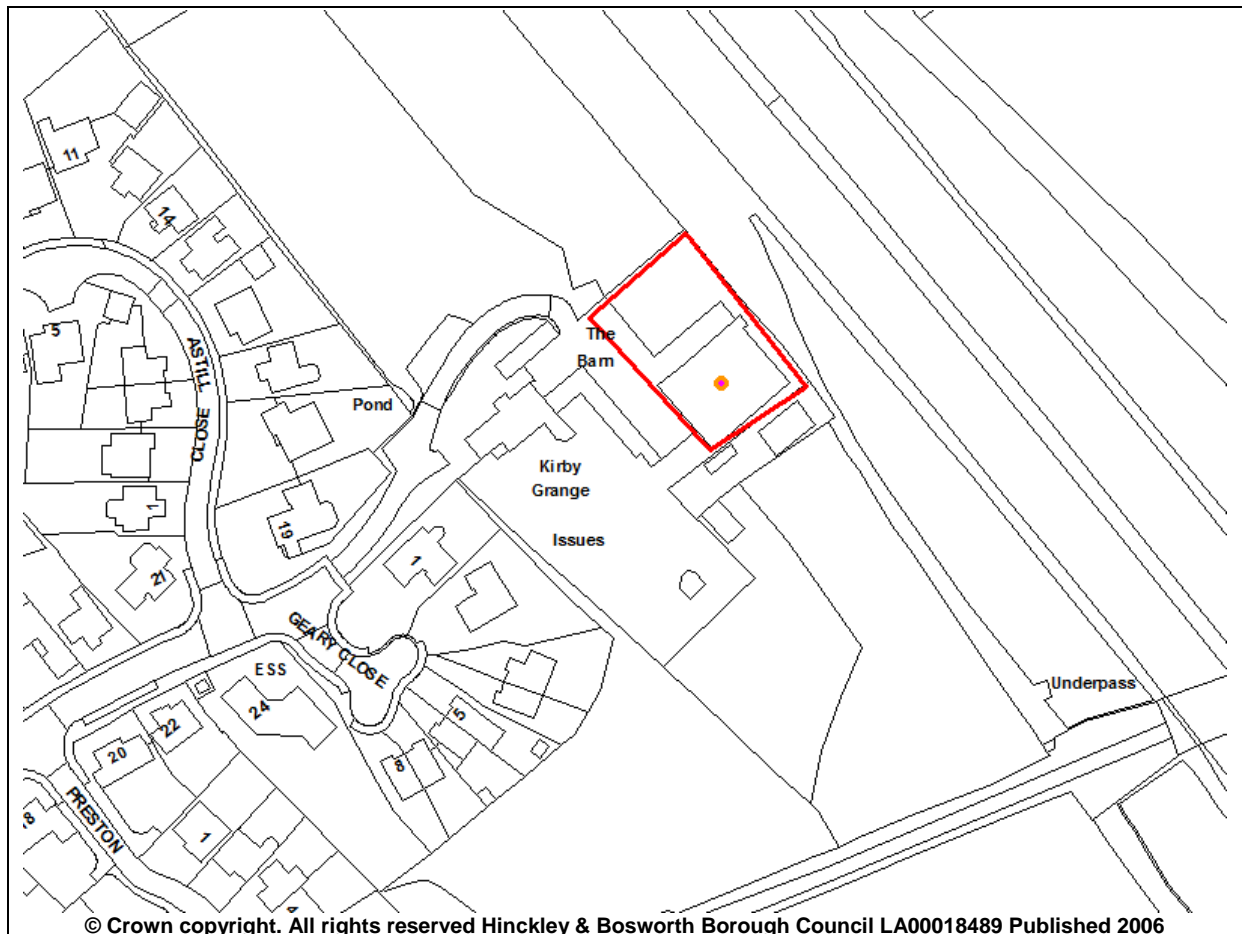 11
14
5
ASTILL
CLOSE
The
Barn
Pond
Kirby
Grange
1
19
Issues
1
21
GEARY CLOSE
ESS
Underpass
24
22
5
20
8
PRESTON
18
1
4
© Crown copyright. All rights reserved Hinckley & Bosworth Borough Council LA00018489 Published 2006